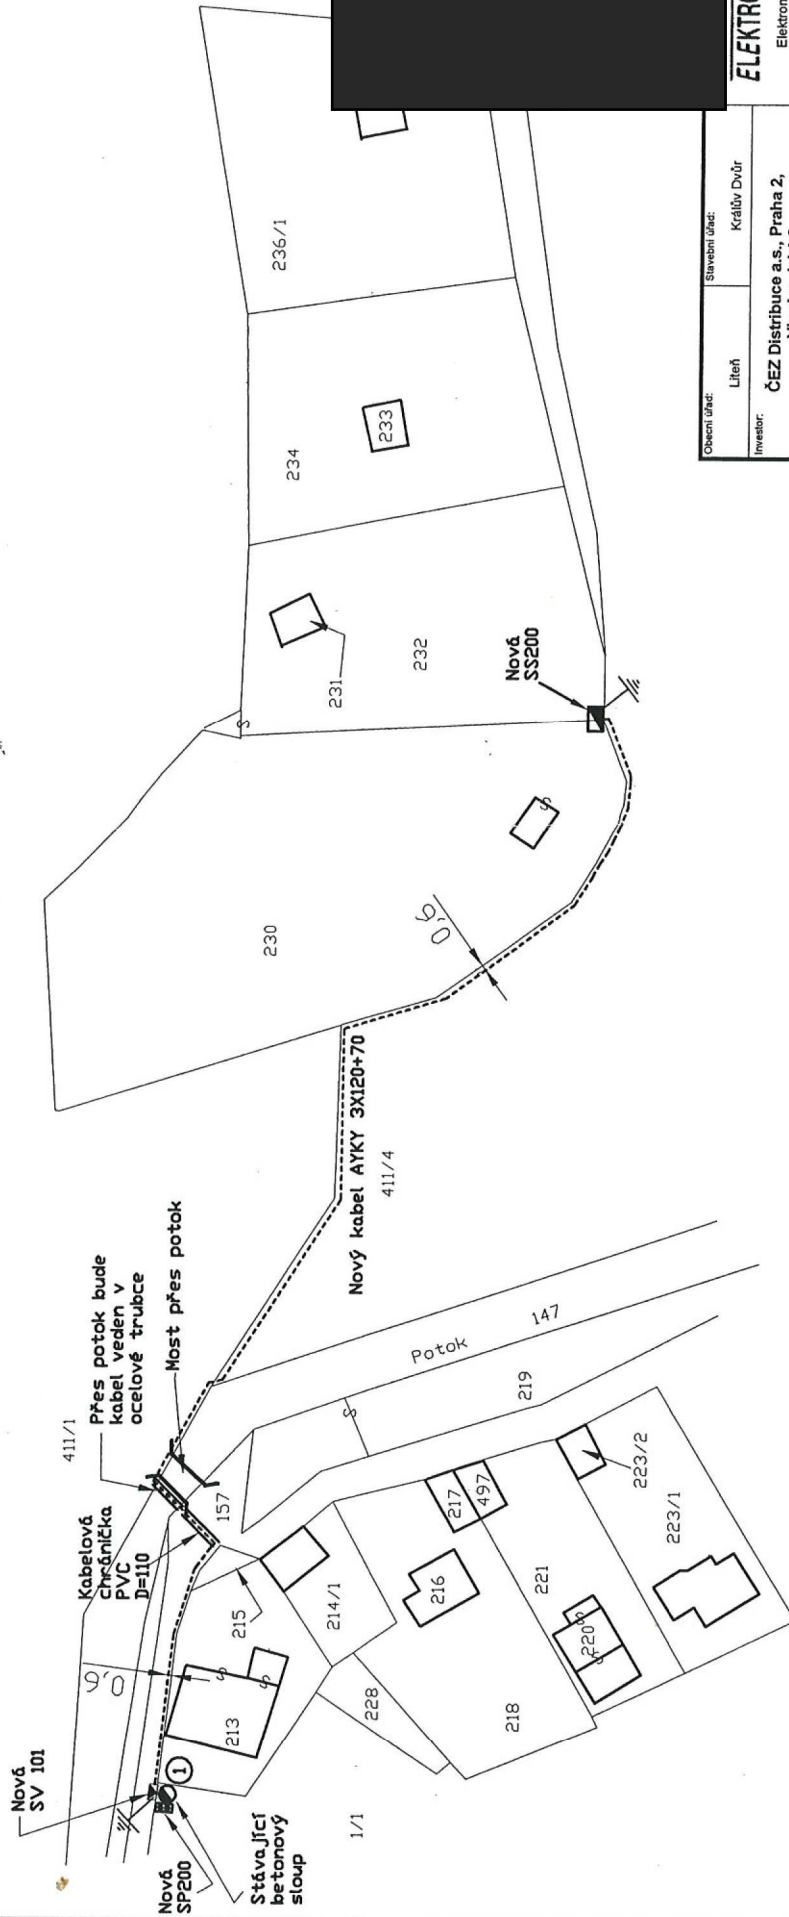 Nová
SV 101
Nová
SP200
Stávající
betonový
sloup
1
1/1
0,6
213
215
Kabelová
chránička
PVC
D=110
411/1
Přes potok bude
kabel veden v
ocelové trubce
Most přes potok
157
214/1
228
216
217
497
218
221
220
223/1
223/2
219
Potok
147
Nový kabel AYKY 3X120+70
411/4
230
0,6
Nová
SS200
231
232
234
233
236/1
Obecní úřad:
Liteň
Stavební úřad:
Králův Dvůr
Investor:
ČEZ Distribuce a.s., Praha 2,
ELEKTRO
Elektron